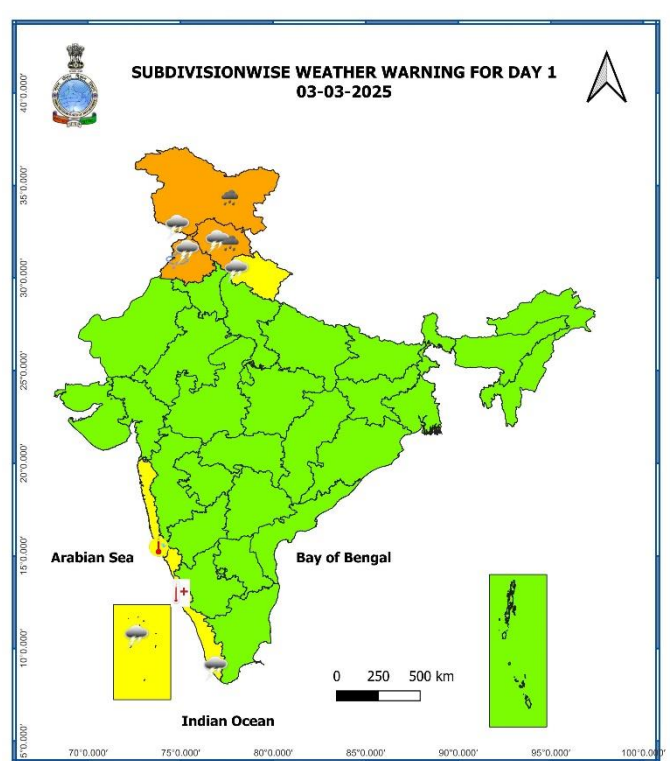 SUBDIVISIONWISE WEATHER WARNING FOR DAY 1
03-03-2025
40°0.000'
35°0.000'
30°0.000'
25°0.000'
20°0.000'
15°0.000'
10°0.000'
5°0.000'
Arabian Sea
Bay of Bengal
0 250 500 km
Indian Ocean
70°0.000' 75°0.000' 80°0.000' 85°0.000' 90°0.000' 95°0.000' 100°0.000'